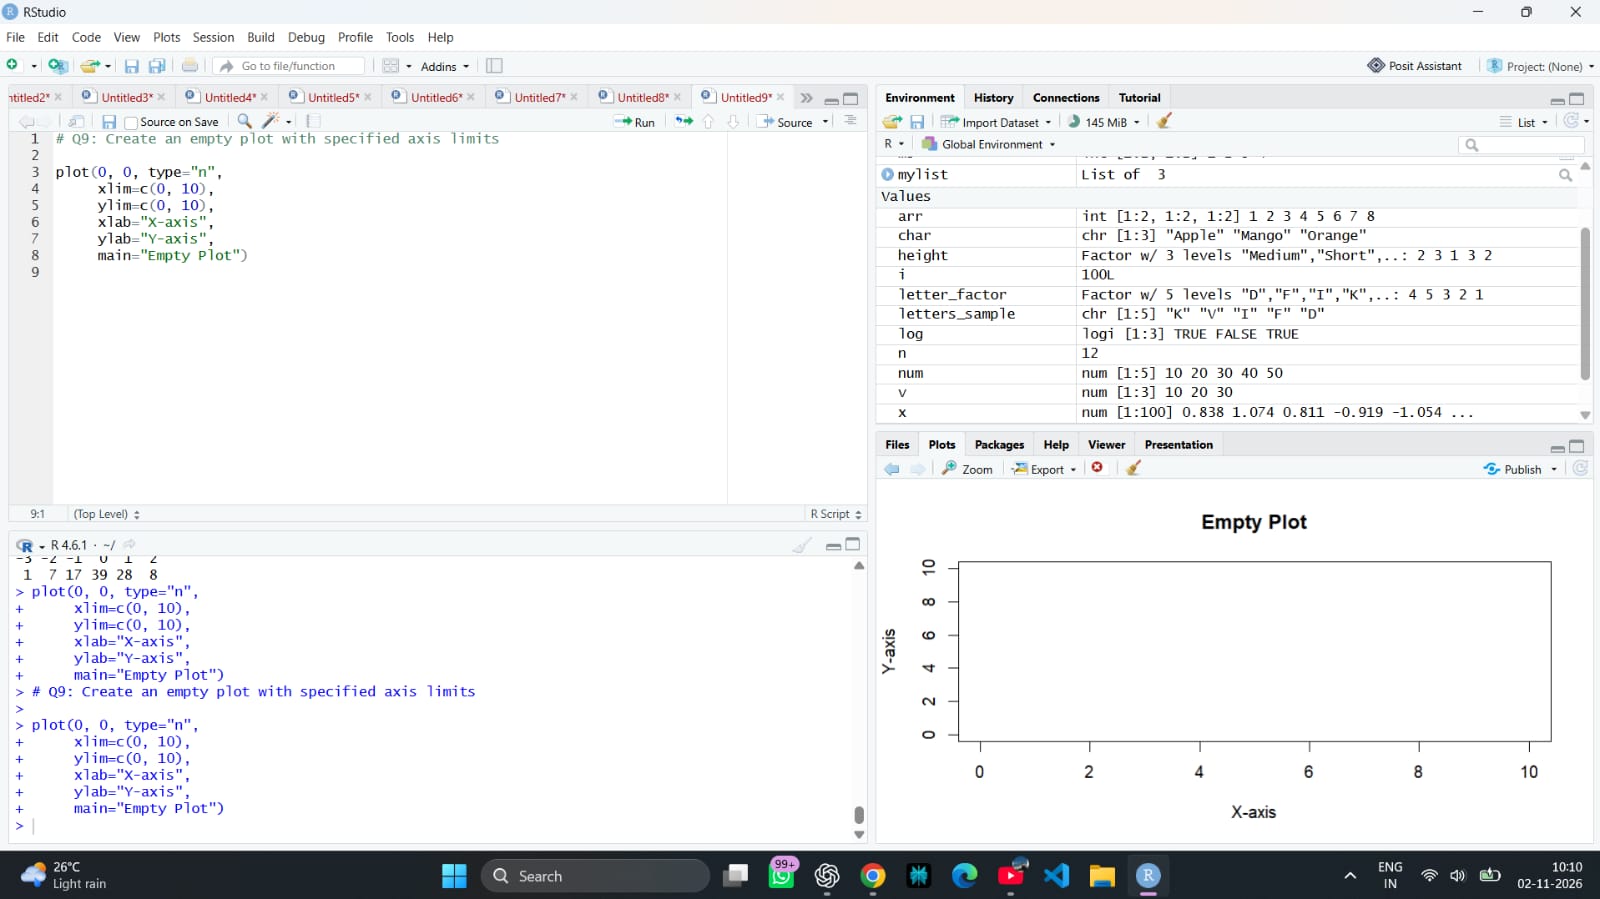 RStudio
File Edit Code View Plots Session Build Debug Profile Tools Help
Go to file/function Addins Posit Assistant Project: (None)
ntitled2* Untitled3* Untitled4* Untitled5* Untitled6* Untitled7* Untitled8* Untitled9*
Source on Save Run Source
1 # Q9: Create an empty plot with specified axis limits
2
3 plot(0, 0, type="n",
4 xlim=c(0, 10),
5 ylim=c(0, 10),
6 xlab="X-axis",
7 ylab="Y-axis",
8 main="Empty Plot")
9
9:1 (Top Level) R Script
R 4.6.1 · ~/
-3 -2 -1 0 1 2
1 7 17 39 28 8
> plot(0, 0, type="n",
+ xlim=c(0, 10),
+ ylim=c(0, 10),
+ xlab="X-axis",
+ ylab="Y-axis",
+ main="Empty Plot")
> # Q9: Create an empty plot with specified axis limits
>
> plot(0, 0, type="n",
+ xlim=c(0, 10),
+ ylim=c(0, 10),
+ xlab="X-axis",
+ ylab="Y-axis",
+ main="Empty Plot")
>
Environment History Connections Tutorial
Import Dataset 145 MiB List
R Global Environment
mylist List of 3
Values
arr int [1:2, 1:2, 1:2] 1 2 3 4 5 6 7 8
char chr [1:3] "Apple" "Mango" "Orange"
height Factor w/ 3 levels "Medium","Short",..: 2 3 1 3 2
i 100L
letter_factor Factor w/ 5 levels "D","F","I","K",..: 4 5 3 2 1
letters_sample chr [1:5] "K" "V" "I" "F" "D"
log logi [1:3] TRUE FALSE TRUE
n 12
num num [1:5] 10 20 30 40 50
v num [1:3] 10 20 30
x num [1:100] 0.838 1.074 0.811 -0.919 -1.054 ...
Files Plots Packages Help Viewer Presentation
Zoom Export Publish
Empty Plot
Y-axis
10
8
6
4
2
0
0 2 4 6 8 10
X-axis
26°C
Light rain
Search
99+
ENG
IN
10:10
02-11-2026